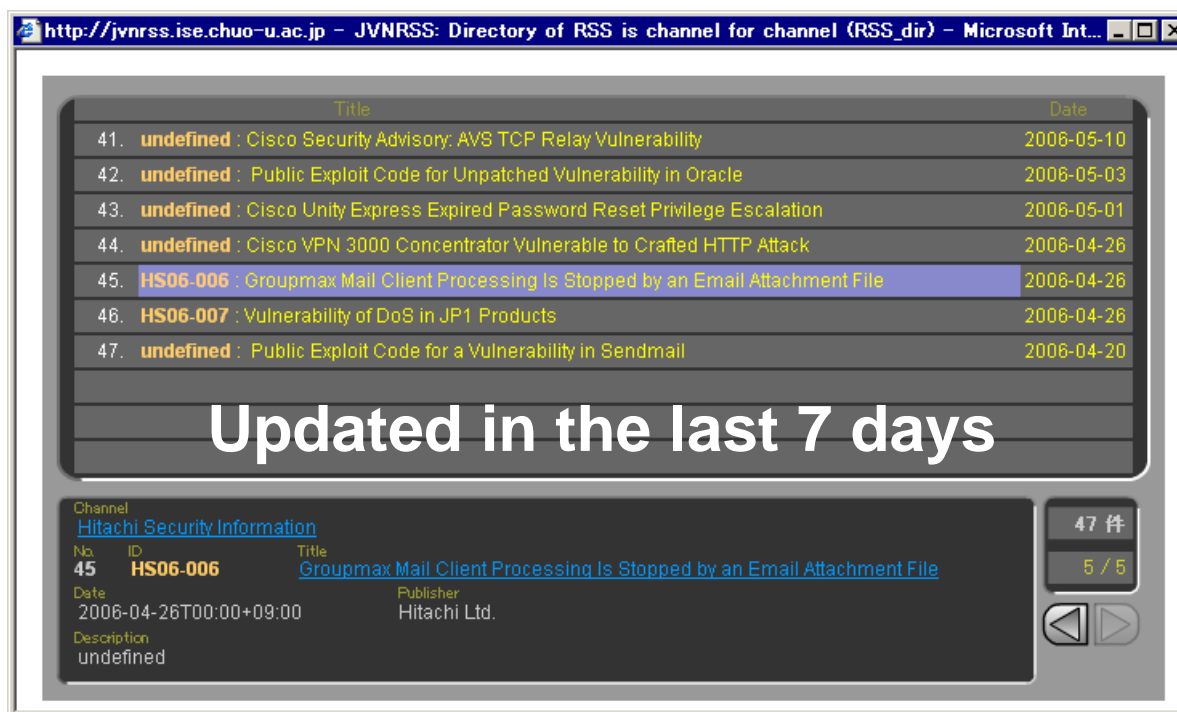 http://jvnrss.ise.chuo-u.ac.jp - JVNRSS: Directory of RSS is channel for channel (RSS_dir) - Microsoft Int...
Title Date
41. undefined : Cisco Security Advisory: AVS TCP Relay Vulnerability 2006-05-10
42. undefined : Public Exploit Code for Unpatched Vulnerability in Oracle 2006-05-03
43. undefined : Cisco Unity Express Expired Password Reset Privilege Escalation 2006-05-01
44. undefined : Cisco VPN 3000 Concentrator Vulnerable to Crafted HTTP Attack 2006-04-26
45. HS06-006 : Groupmax Mail Client Processing Is Stopped by an Email Attachment File 2006-04-26
46. HS06-007 : Vulnerability of DoS in JP1 Products 2006-04-26
47. undefined : Public Exploit Code for a Vulnerability in Sendmail 2006-04-20
Updated in the last 7 days
Channel
Hitachi Security Information
No. ID Title
45 HS06-006 Groupmax Mail Client Processing Is Stopped by an Email Attachment File
Date Publisher
2006-04-26T00:00+09:00 Hitachi Ltd.
Description
undefined
47 件
5 / 5